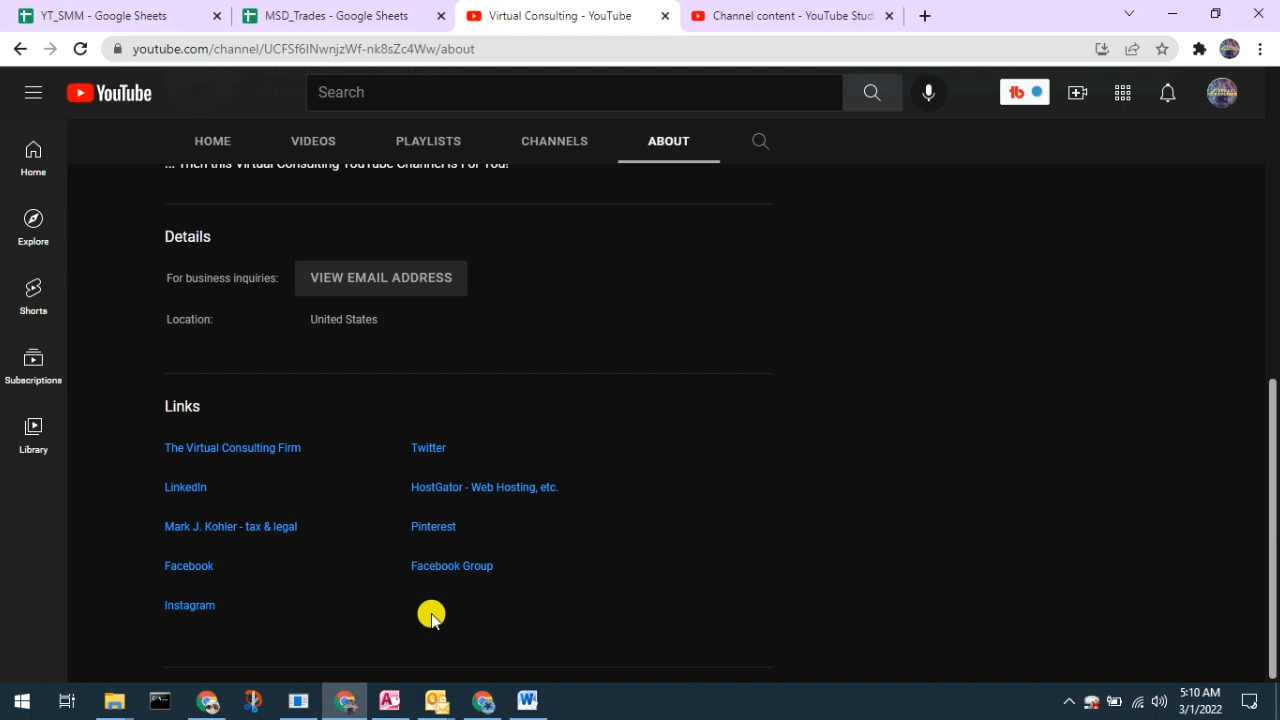 YT_SMM - Google Sheets
MSD_Trades - Google Sheets
Virtual Consulting - YouTube
Channel content - YouTube Studi
youtube.com/channel/UCFSf6INwnjzWf-nk8sZc4Ww/about
YouTube
Search
HOME VIDEOS PLAYLISTS CHANNELS ABOUT
... Then this Virtual Consulting YouTube Channel is For You!
Home
Explore
Shorts
Subscriptions
Library
Details
For business inquiries: VIEW EMAIL ADDRESS
Location: United States
Links
The Virtual Consulting Firm Twitter
LinkedIn HostGator - Web Hosting, etc.
Mark J. Kohler - tax & legal Pinterest
Facebook Facebook Group
Instagram
5:10 AM
3/1/2022